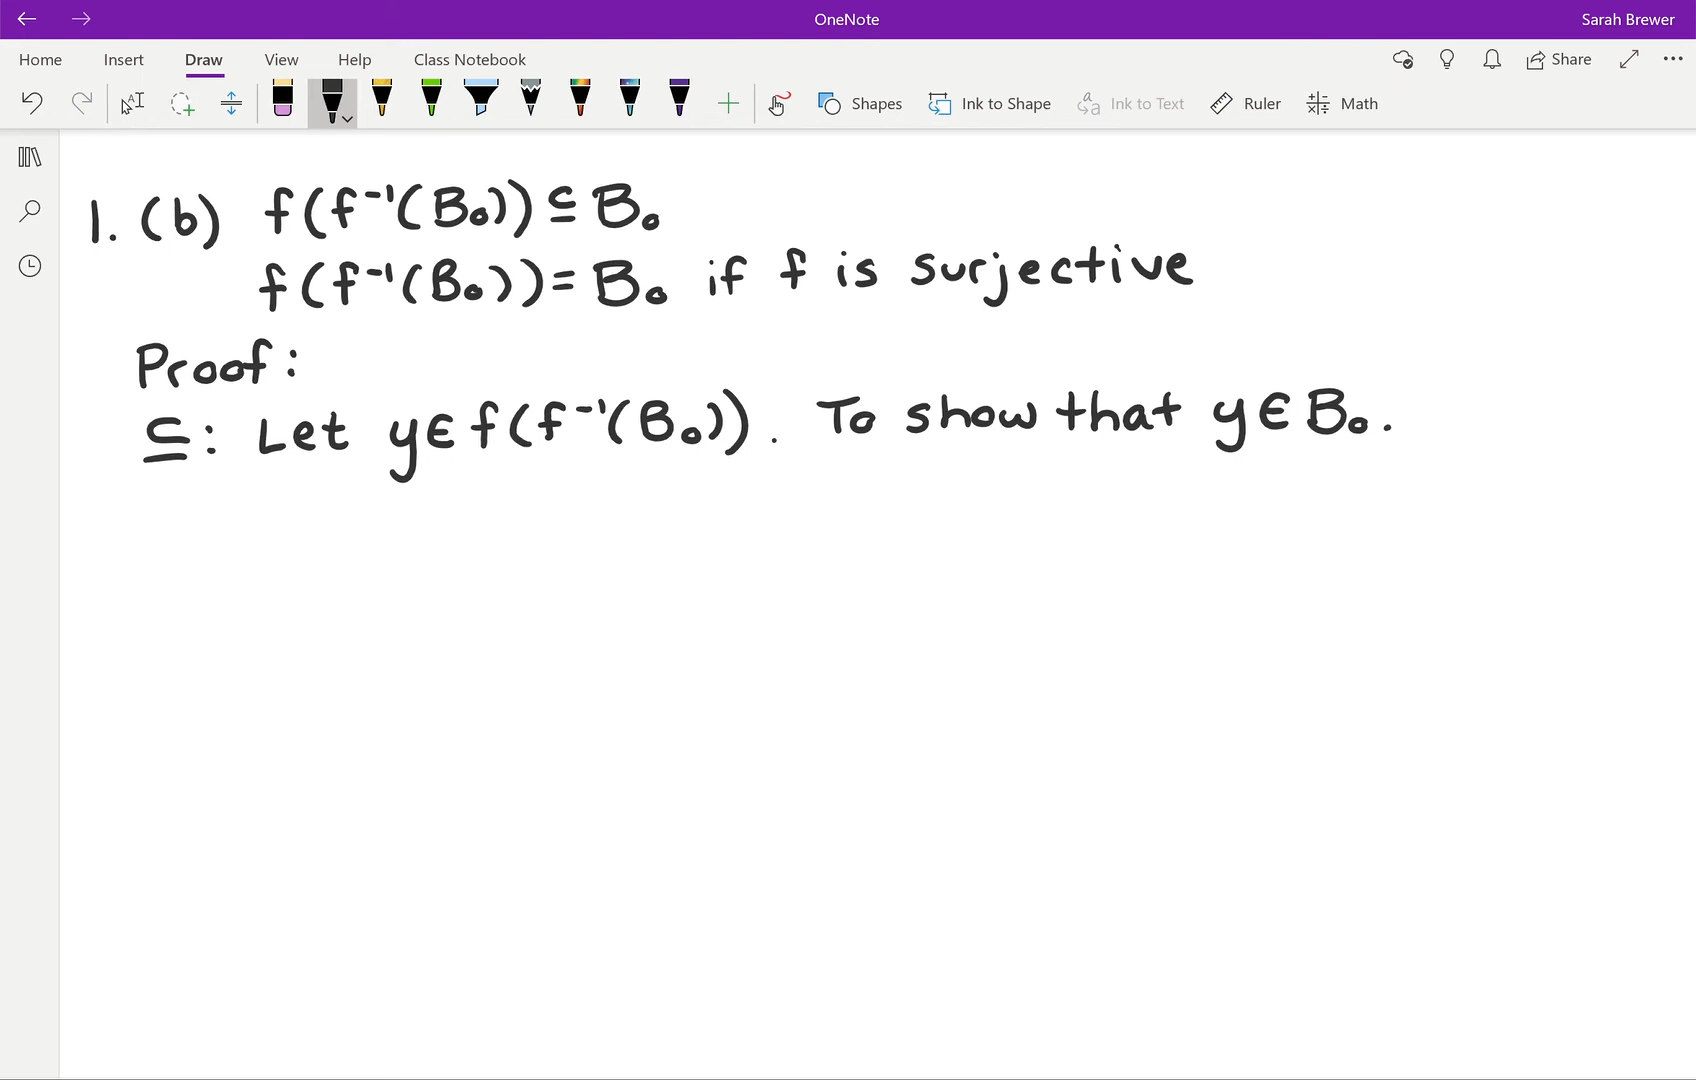 OneNote
Sarah Brewer
Home Insert Draw View Help Class Notebook Share
Shapes Ink to Shape Ink to Text Ruler Math
1. (b) f(f⁻¹(B₀)) ⊆ B₀
f(f⁻¹(B₀)) = B₀ if f is surjective
Proof:
⊆: Let y∈f(f⁻¹(B₀)). To show that y∈B₀.